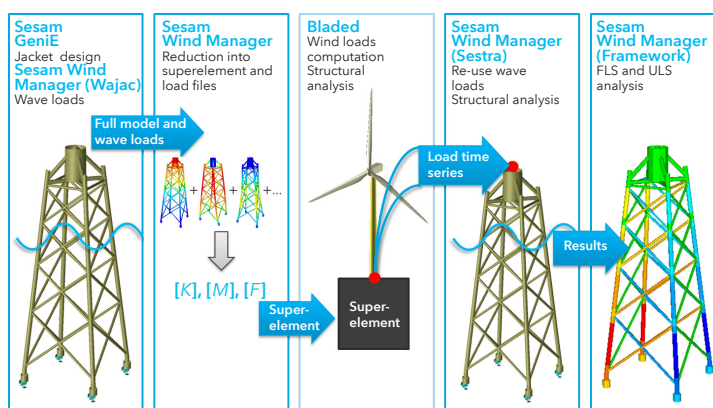 Sesam
GeniE
Jacket design
Sesam Wind
Manager (Wajac)
Wave loads
Full model and
wave loads
Sesam
Wind Manager
Reduction into
superelement and
load files
+ + +...
[K], [M], [F]
Super-
element
Bladed
Wind loads
computation
Structural
analysis
Super-
element
Load time
series
Sesam
Wind Manager
(Sestra)
Re-use wave
loads
Structural analysis
Results
Sesam
Wind Manager
(Framework)
FLS and ULS
analysis